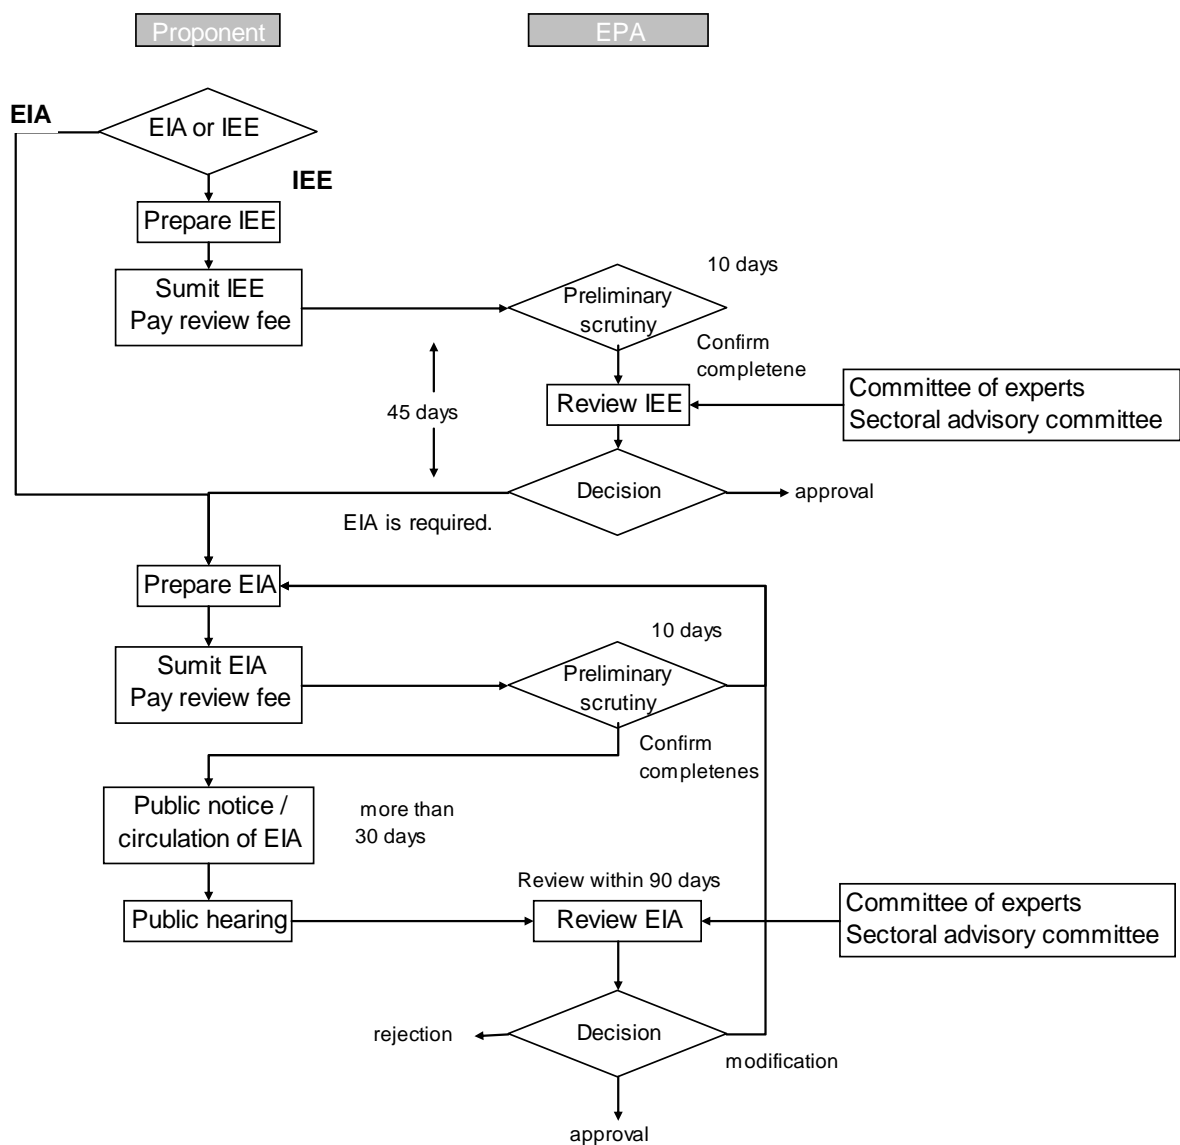 Proponent
EPA
EIA
EIA or IEE
IEE
Prepare IEE
Sumit IEE
Pay review fee
10 days
Preliminary
scrutiny
Confirm
completene
Review IEE
Committee of experts
Sectoral advisory committee
45 days
Decision
approval
EIA is required.
Prepare EIA
Sumit EIA
Pay review fee
10 days
Preliminary
scrutiny
Confirm
completenes
Public notice /
circulation of EIA
more than
30 days
Public hearing
Review within 90 days
Review EIA
Committee of experts
Sectoral advisory committee
rejection
Decision
modification
approval